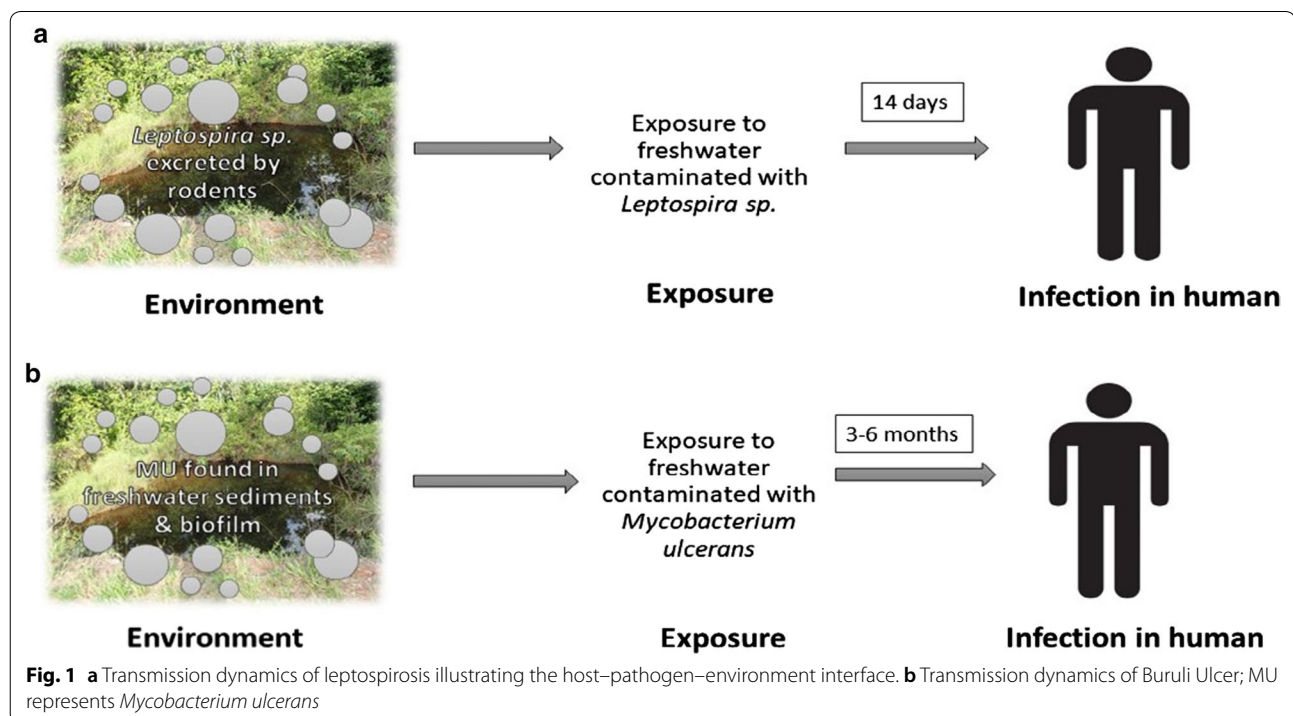 a
Leptospira sp.
excreted by
rodents
Exposure to
freshwater
contaminated with
Leptospira sp.
14 days
Environment
Exposure
Infection in human
b
MU found in
freshwater sediments
& biofilm
Exposure to
freshwater
contaminated with
Mycobacterium
ulcerans
3-6 months
Environment
Exposure
Infection in human
Fig. 1 a Transmission dynamics of leptospirosis illustrating the host–pathogen–environment interface. b Transmission dynamics of Buruli Ulcer; MU
represents Mycobacterium ulcerans